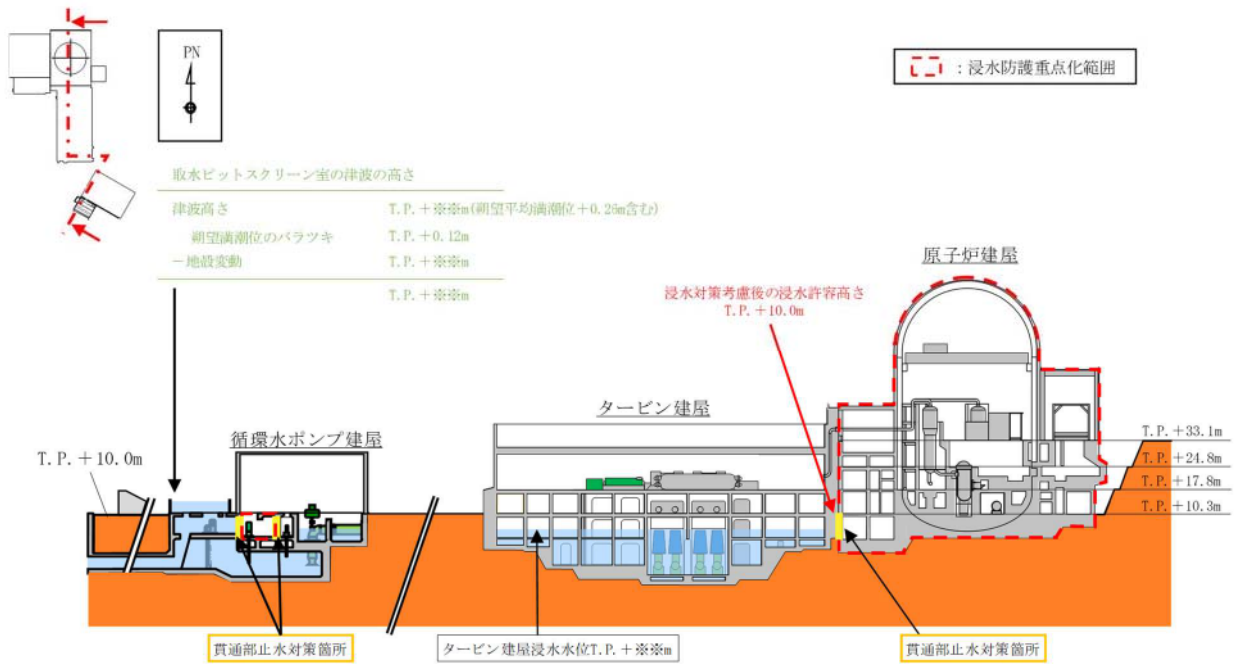 PN
：浸水防護重点化範囲
取水ピットスクリーン室の津波の高さ
津波高さ T.P.+※※m(朔望平均満潮位+0.26m含む)
朔望満潮位のバラツキ T.P.+0.12m
－地殻変動 T.P.+※※m
T.P.+※※m
原子炉建屋
浸水対策考慮後の浸水許容高さ
T.P.+10.0m
タービン建屋
循環水ポンプ建屋
T.P.+10.0m
T.P.+33.1m
T.P.+24.8m
T.P.+17.8m
T.P.+10.3m
貫通部止水対策箇所
タービン建屋浸水水位T.P.+※※m
貫通部止水対策箇所